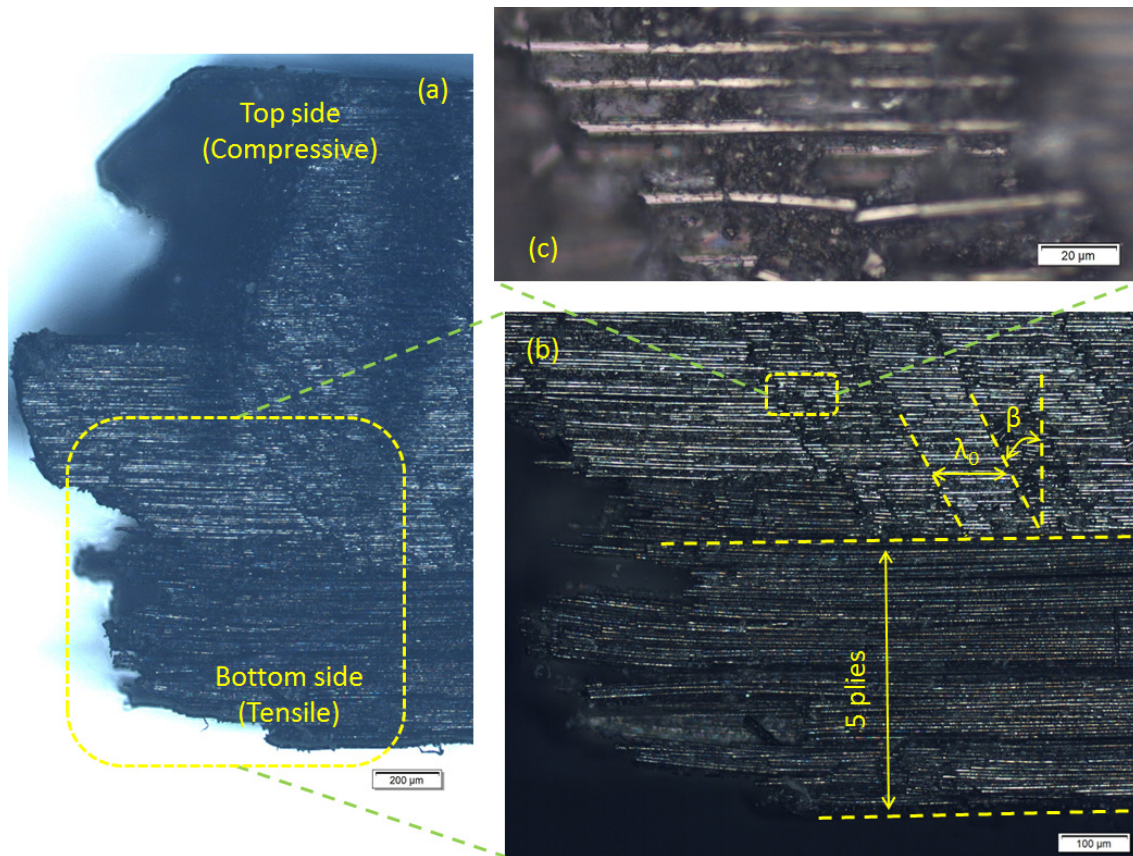 (a)
Top side
(Compressive)
Bottom side
(Tensile)
200 µm
(c)
20 µm
(b)
β
λ0
5 plies
100 µm